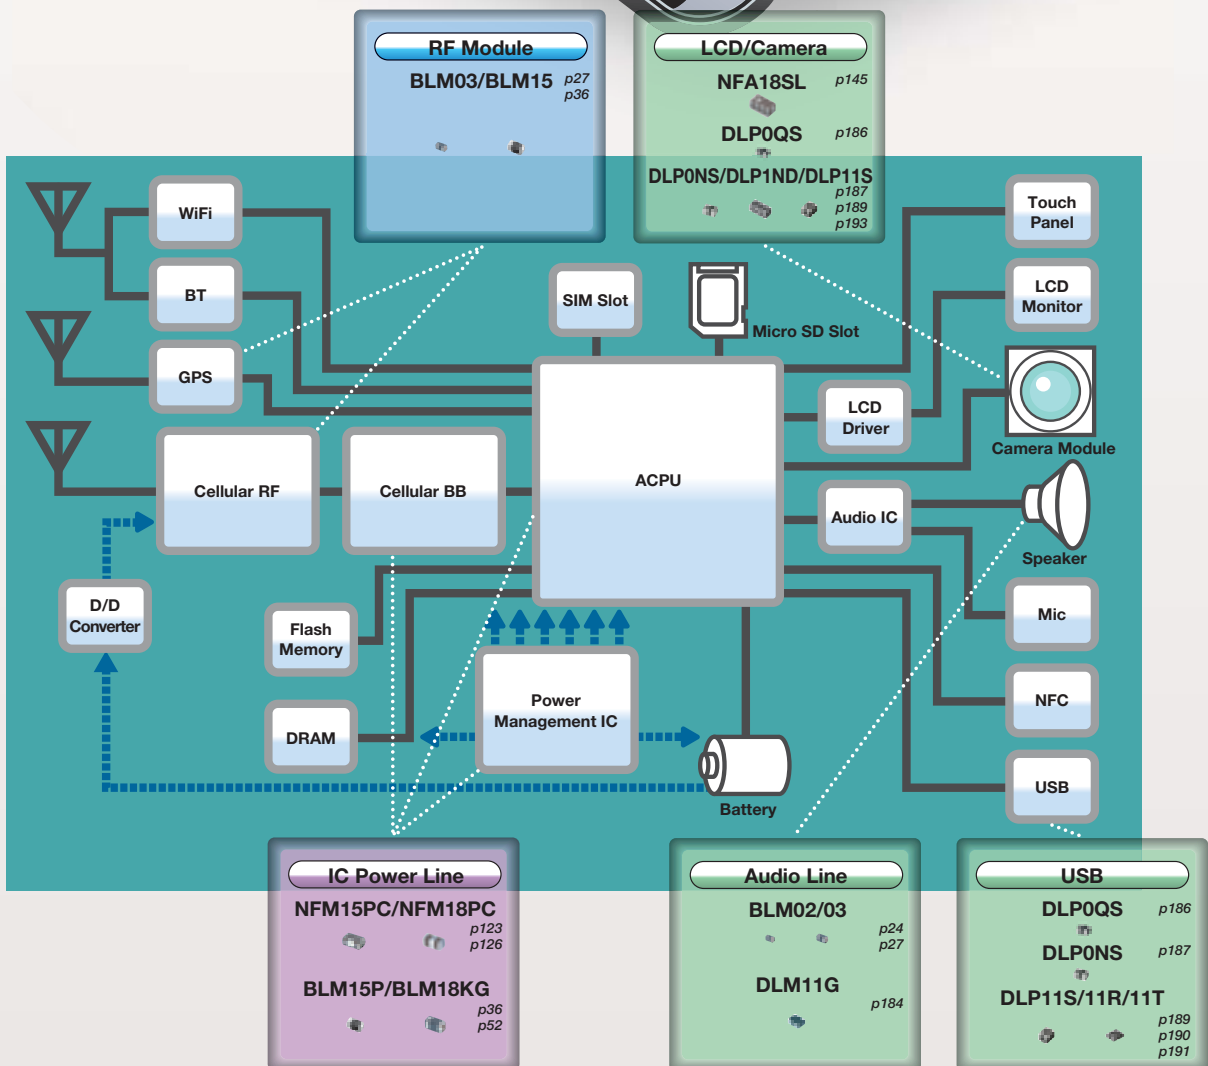 RF Module
BLM03/BLM15 p27
p36
LCD/Camera
NFA18SL p145
DLP0QS p186
DLP0NS/DLP1ND/DLP11S
p187
p189
p193
WiFi
BT
GPS
SIM Slot
Micro SD Slot
Touch
Panel
LCD
Monitor
LCD
Driver
Camera Module
Cellular RF
Cellular BB
ACPU
Audio IC
Speaker
D/D
Converter
Flash
Memory
Mic
Power
Management IC
NFC
DRAM
USB
Battery
IC Power Line
NFM15PC/NFM18PC
p123
p126
BLM15P/BLM18KG
p36
p52
Audio Line
BLM02/03
p24
p27
DLM11G
p184
USB
DLP0QS p186
DLP0NS p187
DLP11S/11R/11T
p189
p190
p191